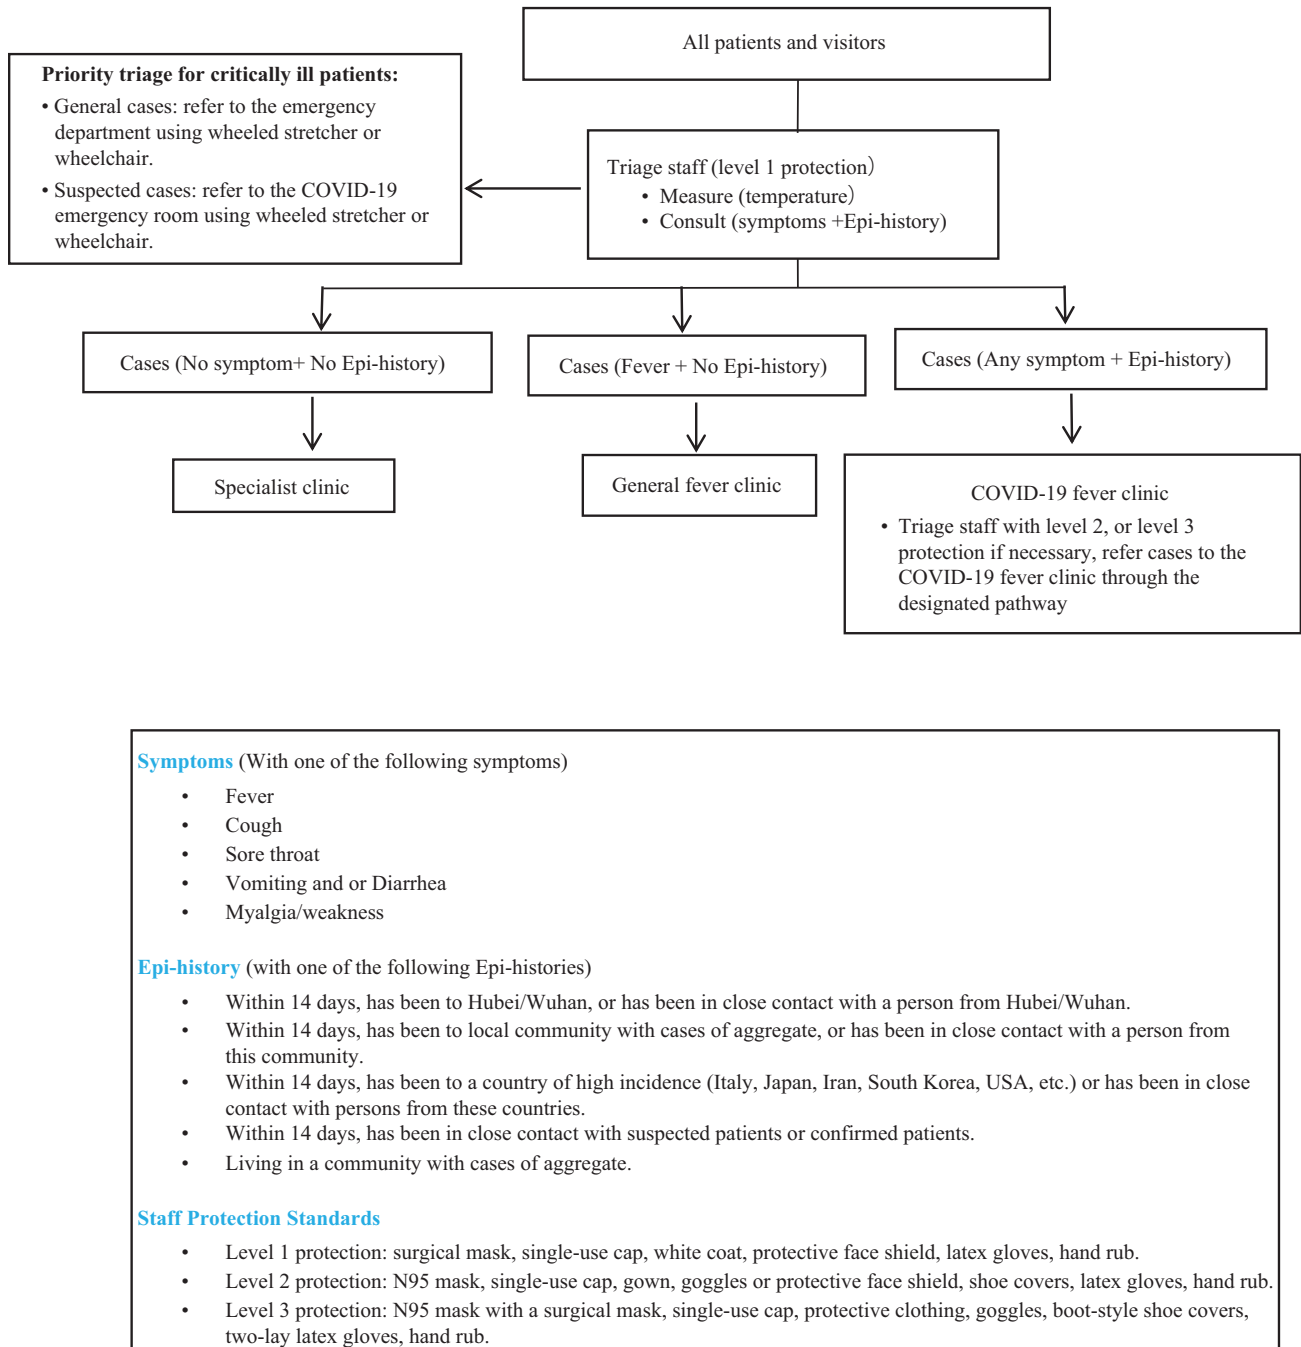 All patients and visitors
Priority triage for critically ill patients:
• General cases: refer to the emergency
department using wheeled stretcher or
wheelchair.
• Suspected cases: refer to the COVID-19
emergency room using wheeled stretcher or
wheelchair.
Triage staff (level 1 protection）
• Measure (temperature）
• Consult (symptoms +Epi-history)
Cases (No symptom+ No Epi-history)
Cases (Fever + No Epi-history)
Cases (Any symptom + Epi-history)
Specialist clinic
General fever clinic
COVID-19 fever clinic
• Triage staff with level 2, or level 3
protection if necessary, refer cases to the
COVID-19 fever clinic through the
designated pathway
Symptoms (With one of the following symptoms)
• Fever
• Cough
• Sore throat
• Vomiting and or Diarrhea
• Myalgia/weakness
Epi-history (with one of the following Epi-histories)
• Within 14 days, has been to Hubei/Wuhan, or has been in close contact with a person from Hubei/Wuhan.
• Within 14 days, has been to local community with cases of aggregate, or has been in close contact with a person from
this community.
• Within 14 days, has been to a country of high incidence (Italy, Japan, Iran, South Korea, USA, etc.) or has been in close
contact with persons from these countries.
• Within 14 days, has been in close contact with suspected patients or confirmed patients.
• Living in a community with cases of aggregate.
Staff Protection Standards
• Level 1 protection: surgical mask, single-use cap, white coat, protective face shield, latex gloves, hand rub.
• Level 2 protection: N95 mask, single-use cap, gown, goggles or protective face shield, shoe covers, latex gloves, hand rub.
• Level 3 protection: N95 mask with a surgical mask, single-use cap, protective clothing, goggles, boot-style shoe covers,
two-lay latex gloves, hand rub.